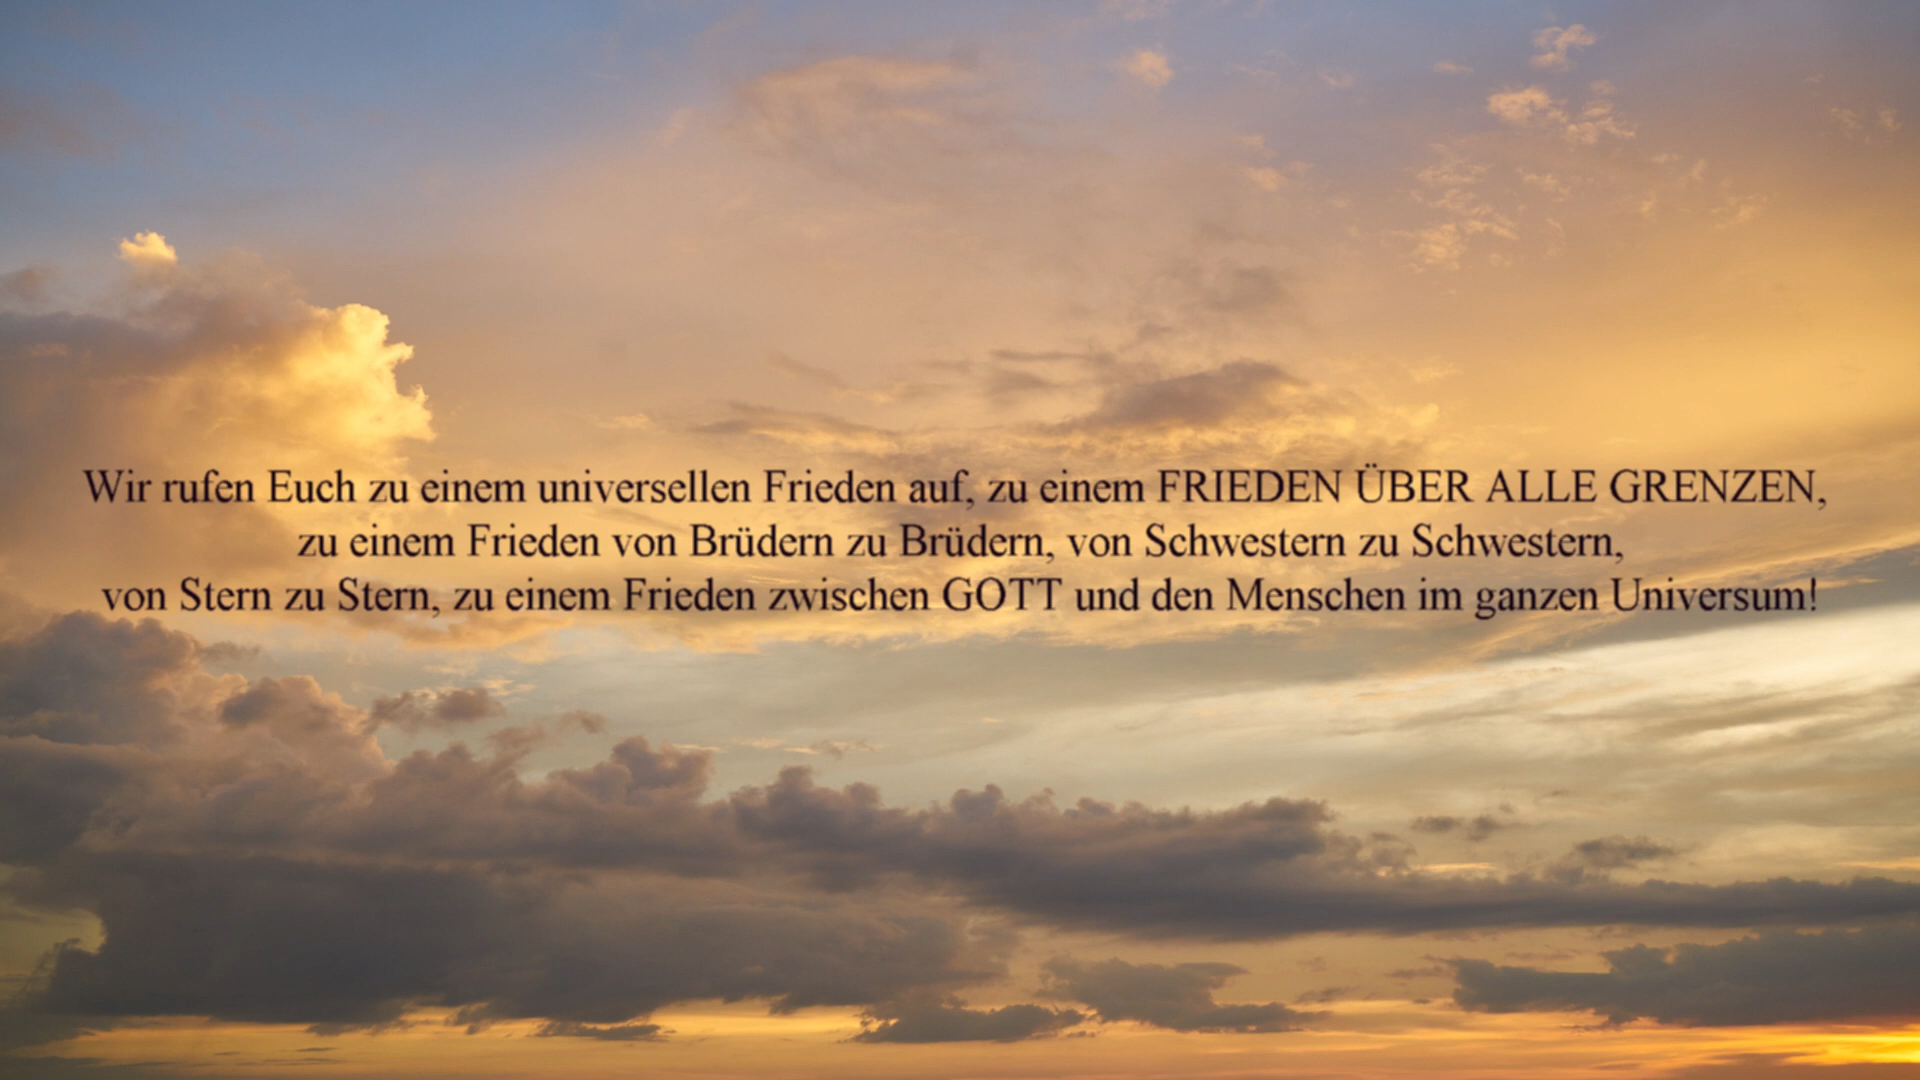 Wir rufen Euch zu einem universellen Frieden auf, zu einem FRIEDEN ÜBER ALLE GRENZEN,
zu einem Frieden von Brüdern zu Brüdern, von Schwestern zu Schwestern,
von Stern zu Stern, zu einem Frieden zwischen GOTT und den Menschen im ganzen Universum!